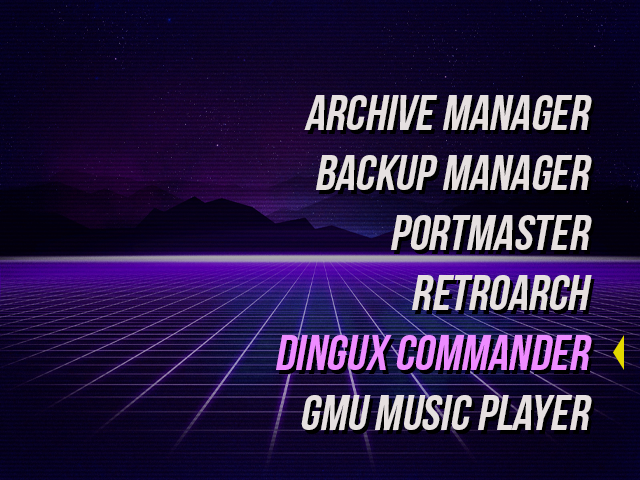 ARCHIVE MANAGER
BACKUP MANAGER
PORTMASTER
RETROARCH
DINGUX COMMANDER
GMU MUSIC PLAYER